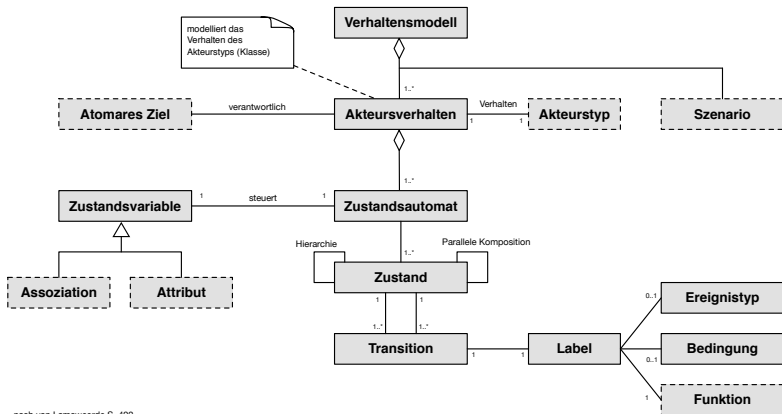 Verhaltensmodell
modelliert das
Verhalten des
Akteurstyps (Klasse)
1..*
Atomares Ziel
verantwortlich
Akteursverhalten
Verhalten
1
1
Akteurstyp
Szenario
1..*
Zustandsvariable
1
steuert
1
Zustandsautomat
1..*
Hierarchie
Parallele Komposition
Zustand
Assoziation
Attribut
1
1
1..*
1..*
Transition
1
1
Label
0..1
Ereignistyp
0..1
Bedingung
1
Funktion